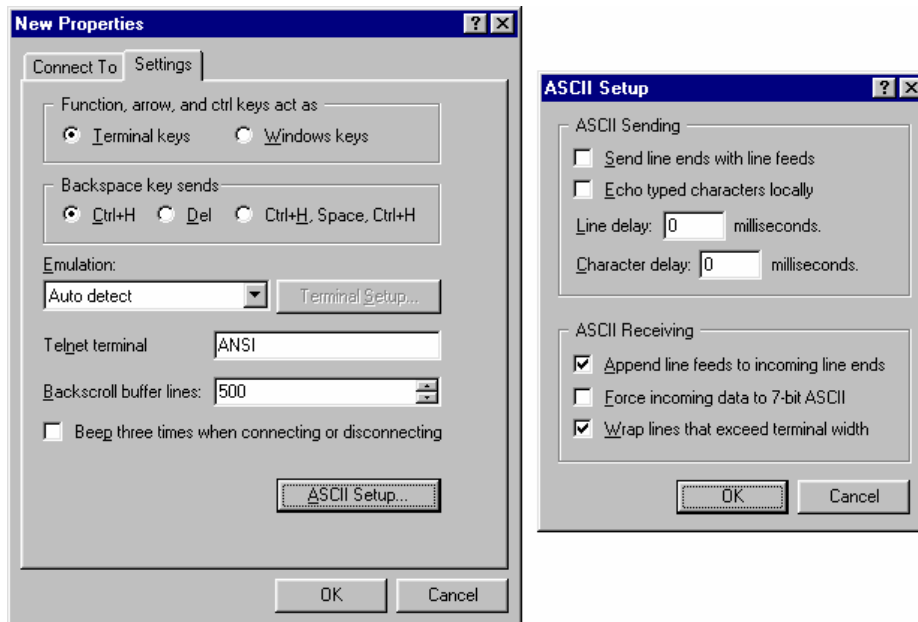 New Properties
Connect To Settings
Function, arrow, and ctrl keys act as
Terminal keys Windows keys
Backspace key sends
Ctrl+H Del Ctrl+H, Space, Ctrl+H
Emulation:
Auto detect Terminal Setup...
Telnet terminal ANSI
Backscroll buffer lines: 500
Beep three times when connecting or disconnecting
ASCII Setup...
OK Cancel
ASCII Setup
ASCII Sending
Send line ends with line feeds
Echo typed characters locally
Line delay: 0 milliseconds.
Character delay: 0 milliseconds.
ASCII Receiving
Append line feeds to incoming line ends
Force incoming data to 7-bit ASCII
Wrap lines that exceed terminal width
OK Cancel